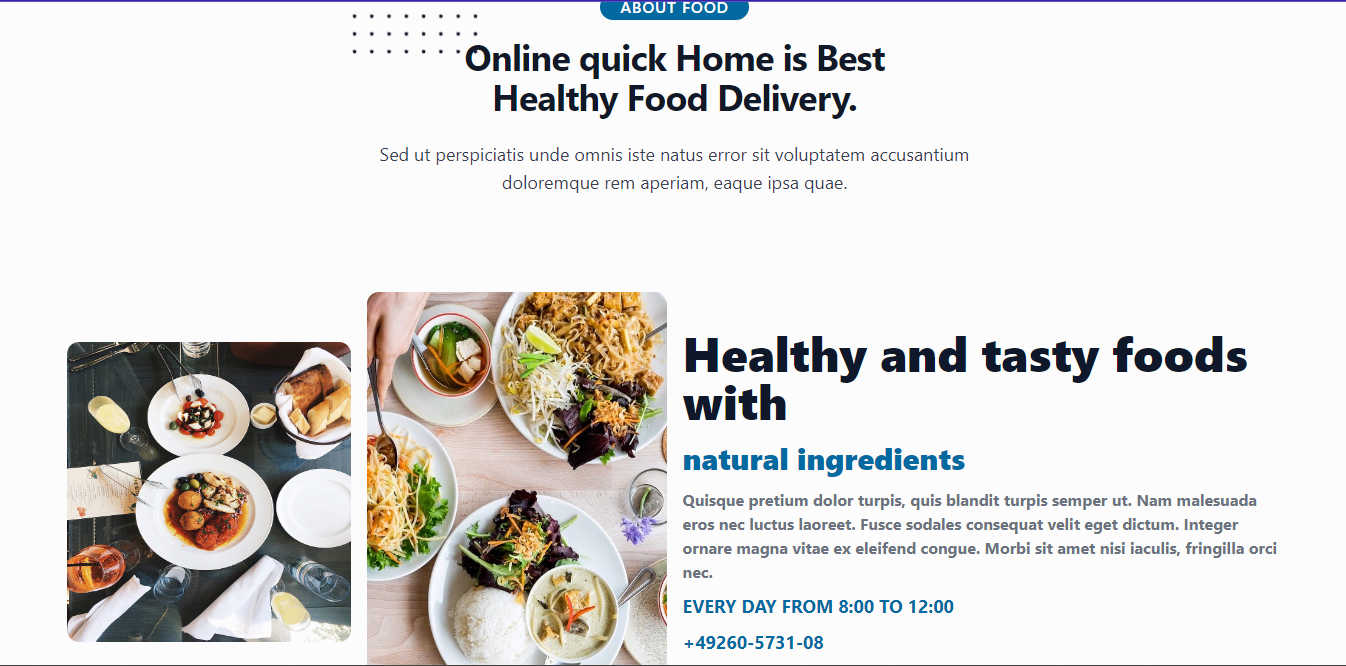 ABOUT FOOD
Online quick Home is Best
Healthy Food Delivery.
Sed ut perspiciatis unde omnis iste natus error sit voluptatem accusantium
doloremque rem aperiam, eaque ipsa quae.
Healthy and tasty foods
with
natural ingredients
Quisque pretium dolor turpis, quis blandit turpis semper ut. Nam malesuada
eros nec luctus laoreet. Fusce sodales consequat velit eget dictum. Integer
ornare magna vitae ex eleifend congue. Morbi sit amet nisi iaculis, fringilla orci
nec.
EVERY DAY FROM 8:00 TO 12:00
+49260-5731-08